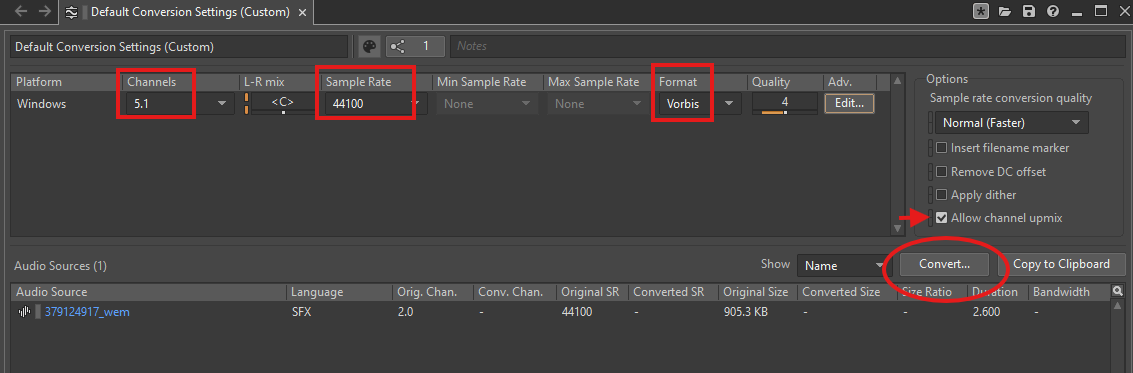 Default Conversion Settings (Custom)
Default Conversion Settings (Custom) 1 Notes
Platform Channels L-R mix Sample Rate Min Sample Rate Max Sample Rate Format Quality Adv.
Windows 5.1 <C> 44100 None None Vorbis 4 Edit...
Options
Sample rate conversion quality
Normal (Faster)
Insert filename marker
Remove DC offset
Apply dither
Allow channel upmix
Audio Sources (1) Show Name Convert... Copy to Clipboard
Audio Source Language Orig. Chan. Conv. Chan. Original SR Converted SR Original Size Converted Size Size Ratio Duration Bandwidth
379124917_wem SFX 2.0 - 44100 - 905.3 KB - - 2.600 -